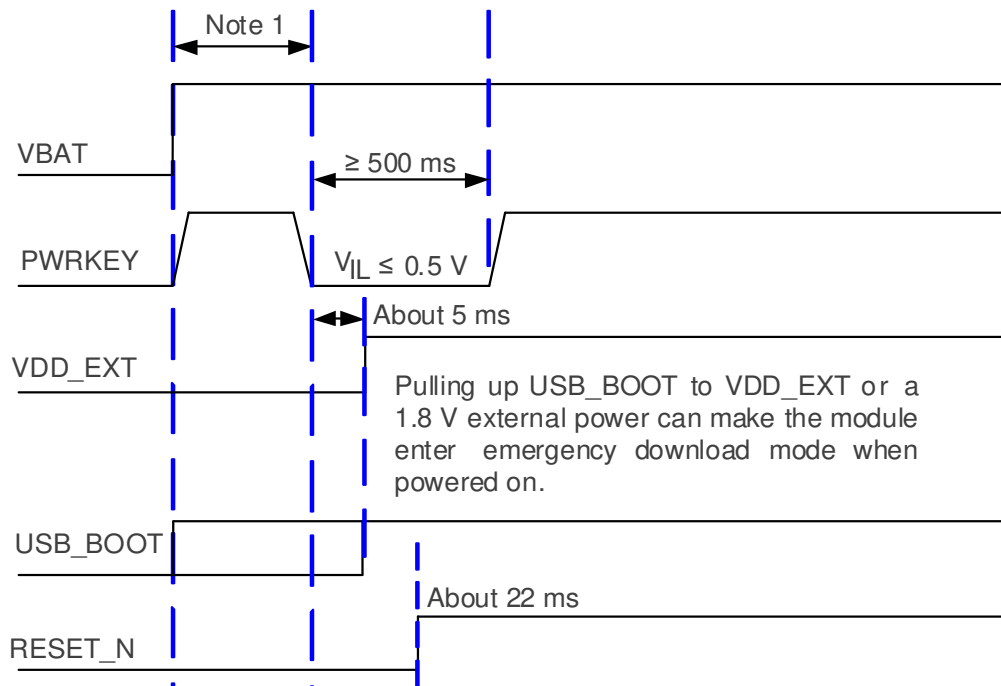 Note 1
VBAT
≥ 500 ms
PWRKEY
VIL ≤ 0.5 V
About 5 ms
VDD_EXT
Pulling up USB_BOOT to VDD_EXT or a
1.8 V external power can make the module
enter emergency download mode when
powered on.
USB_BOOT
About 22 ms
RESET_N